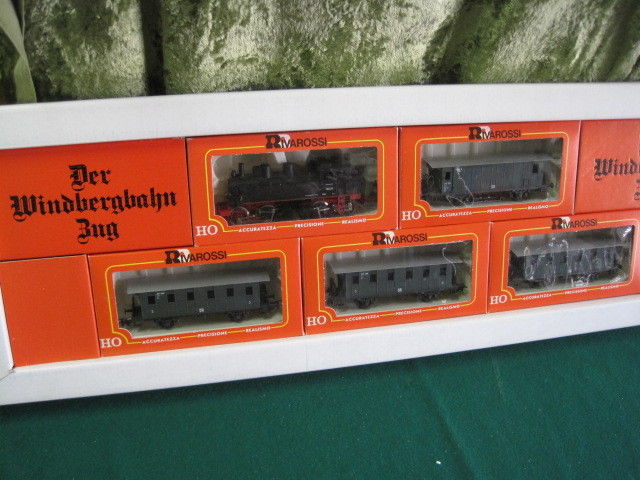 Der
Windbergbahn
Zug
RIVAROSSI
HO ACCURATEZZA PRECISIONE REALISMO
RIVAROSSI
HO ACCURATEZZA PRECISIONE REALISMO
RIVAROSSI
HO ACCURATEZZA PRECISIONE REALISMO
RIVAROSSI
HO ACCURATEZZA PRECISIONE REALISMO
RIVAROSSI
HO ACCURATEZZA PRECISIONE REALISMO